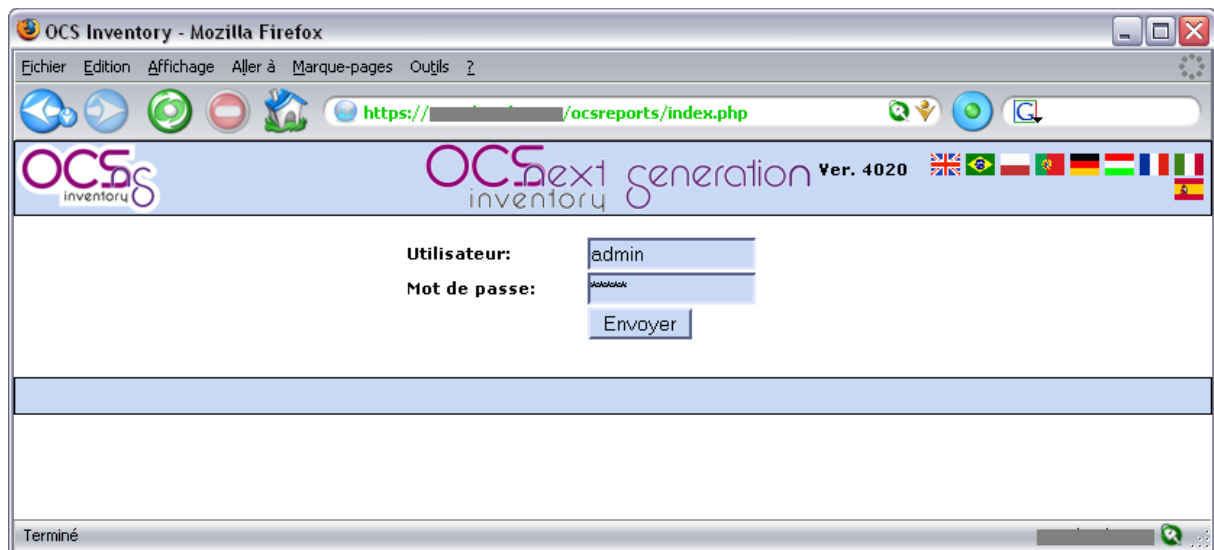 OCS Inventory - Mozilla Firefox
Fichier Edition Affichage Aller à Marque-pages Outils ?
https:// /ocsreports/index.php
G
OCS ng inventory
OCS next generation inventory Ver. 4020
Utilisateur: admin
Mot de passe: ******
Envoyer
Terminé